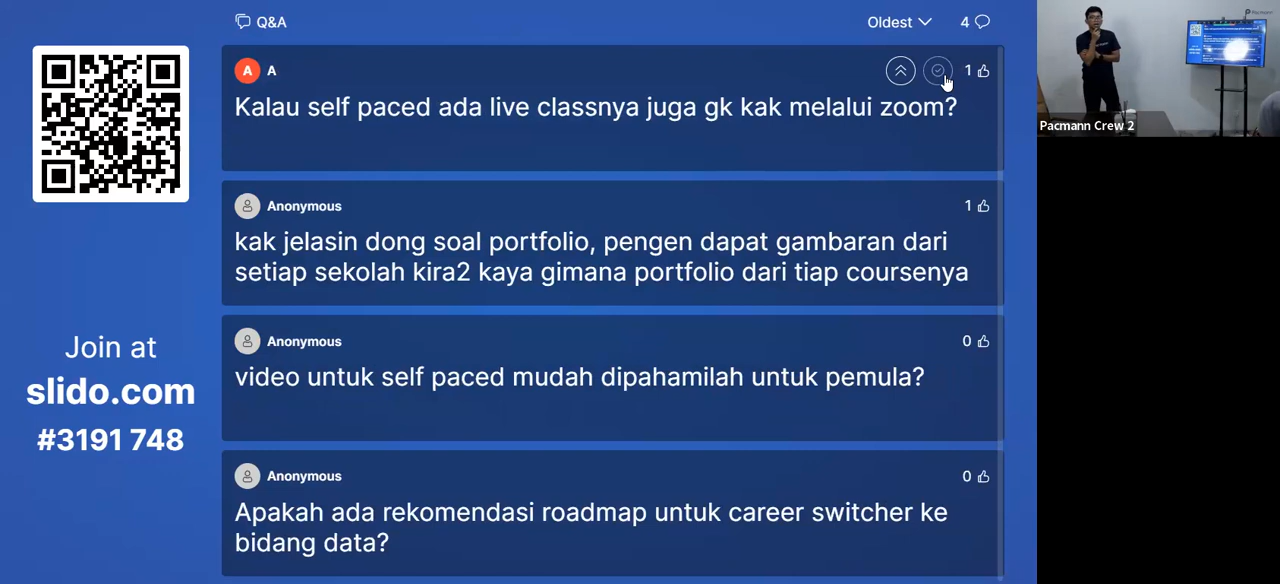 Q&A
Oldest
4
A
A
1
Kalau self paced ada live classnya juga gk kak melalui zoom?
Anonymous
1
kak jelasin dong soal portfolio, pengen dapat gambaran dari
setiap sekolah kira2 kaya gimana portfolio dari tiap coursenya
Anonymous
0
video untuk self paced mudah dipahamilah untuk pemula?
Anonymous
0
Apakah ada rekomendasi roadmap untuk career switcher ke
bidang data?
Join at
slido.com
#3191 748
Pacmann
Pacmann Crew 2